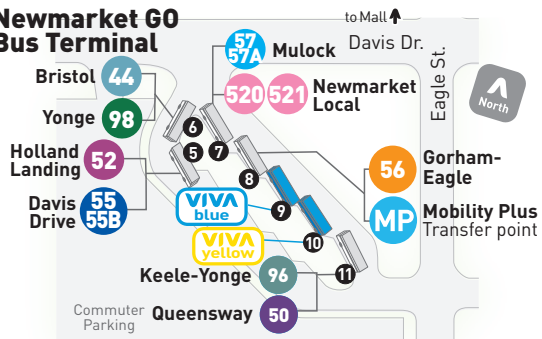 Newmarket GO
Bus Terminal
to Mall
Davis Dr.
Eagle St.
North
57
57A
Mulock
520 521
Newmarket
Local
Bristol 44
Yonge 98
Holland
Landing
52
Davis
Drive
55
55B
6
5
7
8
9
10
11
VIVA
blue
VIVA
yellow
56
Gorham-
Eagle
MP
Mobility Plus
Transfer point
Keele-Yonge 96
Queensway 50
Commuter
Parking